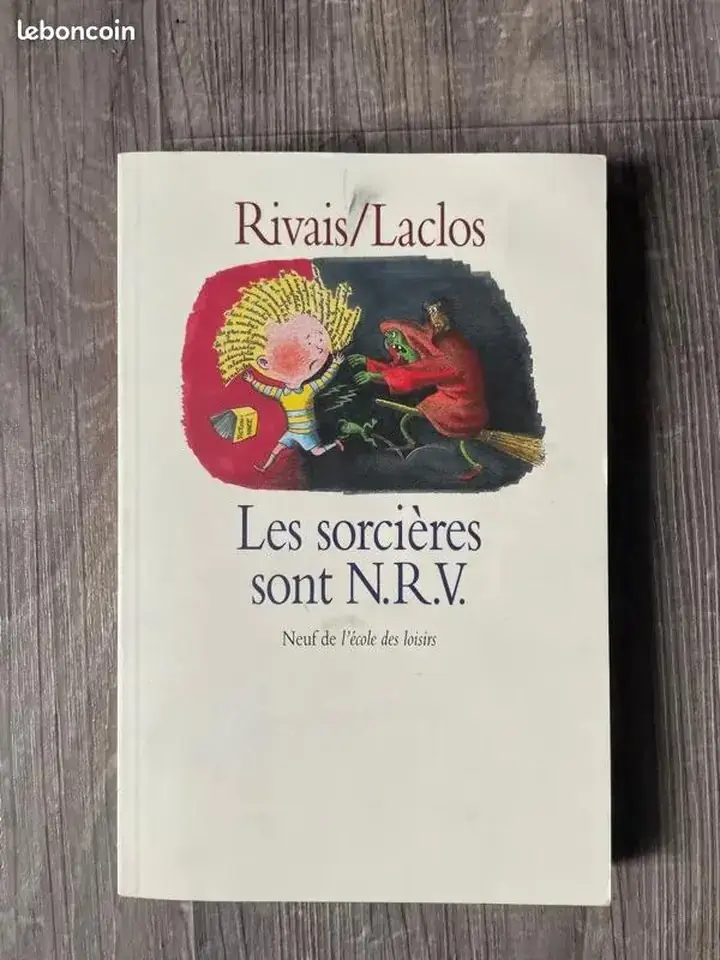 leboncoin
Rivais/Laclos
Les sorcières
sont N.R.V.
Neuf de l'école des loisirs